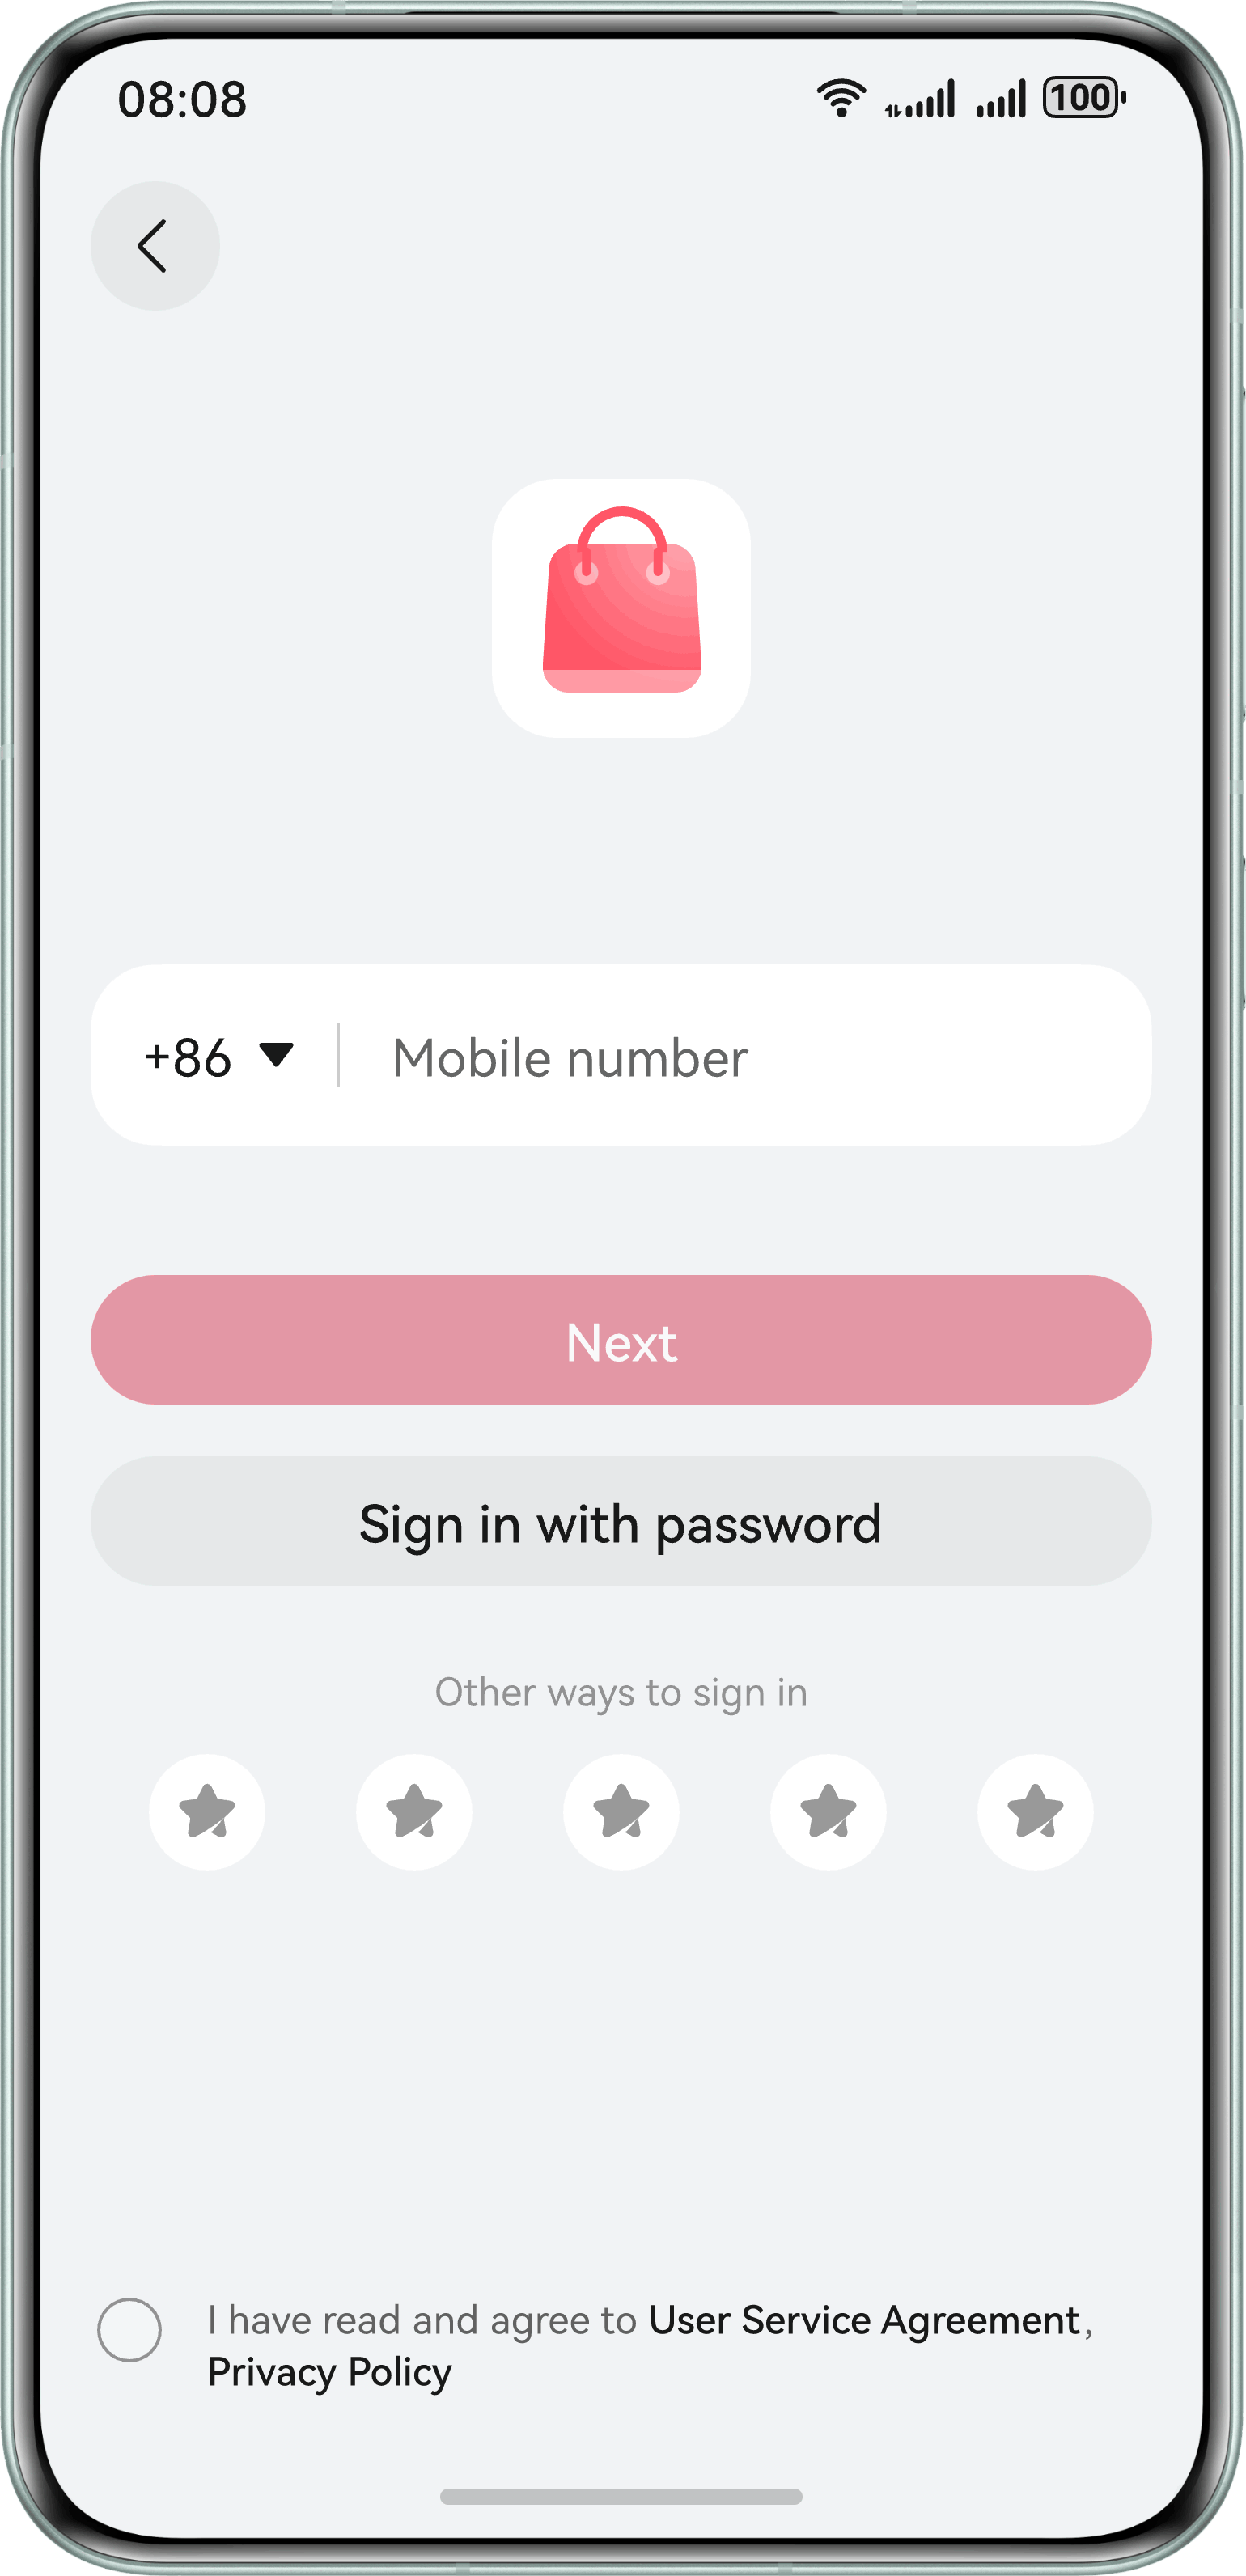 08:08
100
+86 Mobile number
Next
Sign in with password
Other ways to sign in
I have read and agree to User Service Agreement,
Privacy Policy